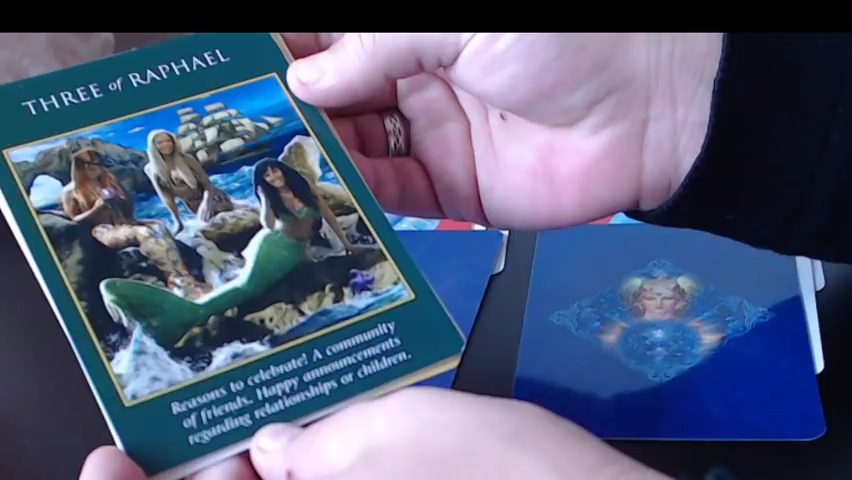 THREE of RAPHAEL
Reasons to celebrate! A community
of friends. Happy announcements
regarding relationships or children.